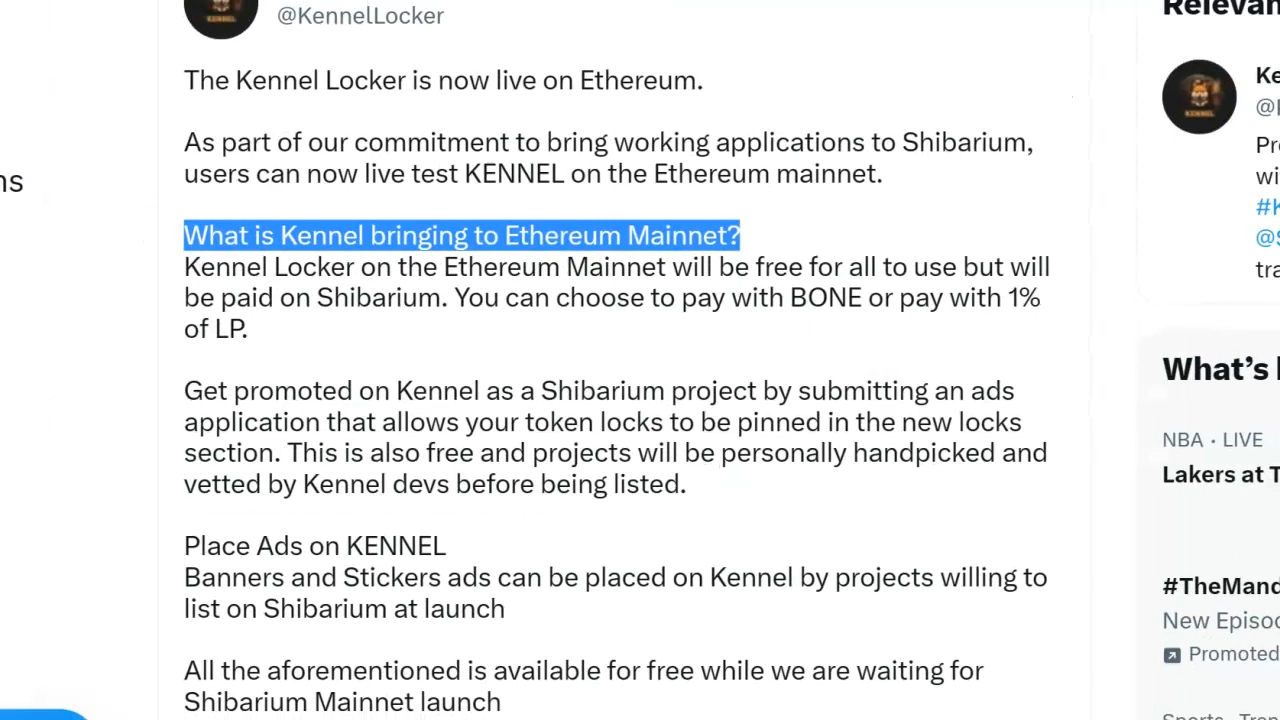 @KennelLocker
The Kennel Locker is now live on Ethereum.
As part of our commitment to bring working applications to Shibarium,
users can now live test KENNEL on the Ethereum mainnet.
What is Kennel bringing to Ethereum Mainnet?
Kennel Locker on the Ethereum Mainnet will be free for all to use but will
be paid on Shibarium. You can choose to pay with BONE or pay with 1%
of LP.
Get promoted on Kennel as a Shibarium project by submitting an ads
application that allows your token locks to be pinned in the new locks
section. This is also free and projects will be personally handpicked and
vetted by Kennel devs before being listed.
Place Ads on KENNEL
Banners and Stickers ads can be placed on Kennel by projects willing to
list on Shibarium at launch
All the aforementioned is available for free while we are waiting for
Shibarium Mainnet launch
ns
Relevan
KENNEL
Ke
Pr
wi
#K
@S
tra
What's
NBA · LIVE
Lakers at T
#TheMand
New Episo
Promoted